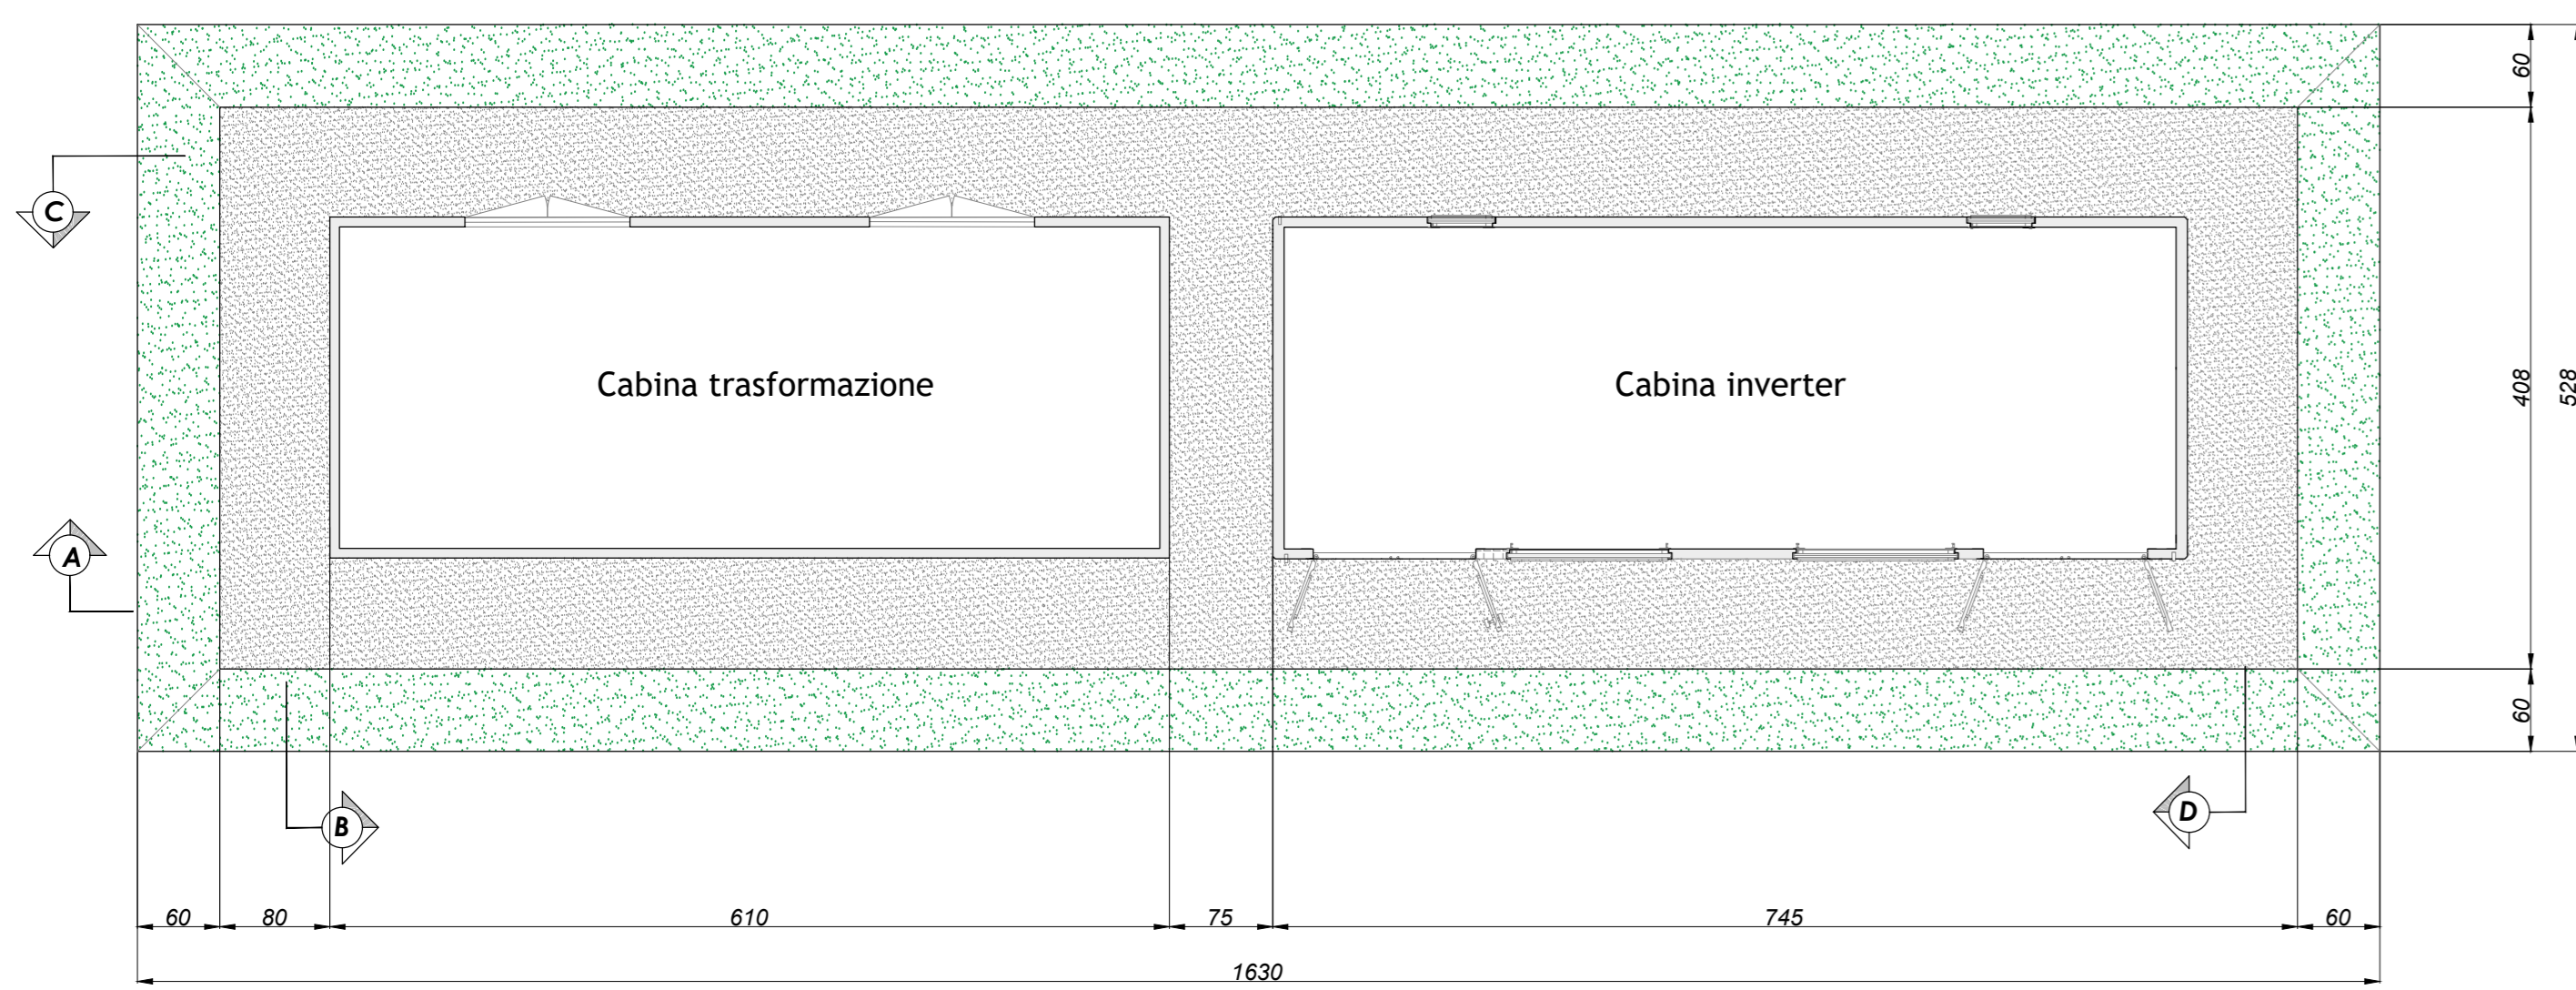 60
C
408
528
Cabina trasformazione
Cabina inverter
A
60
B
D
60
80
610
75
745
60
1630